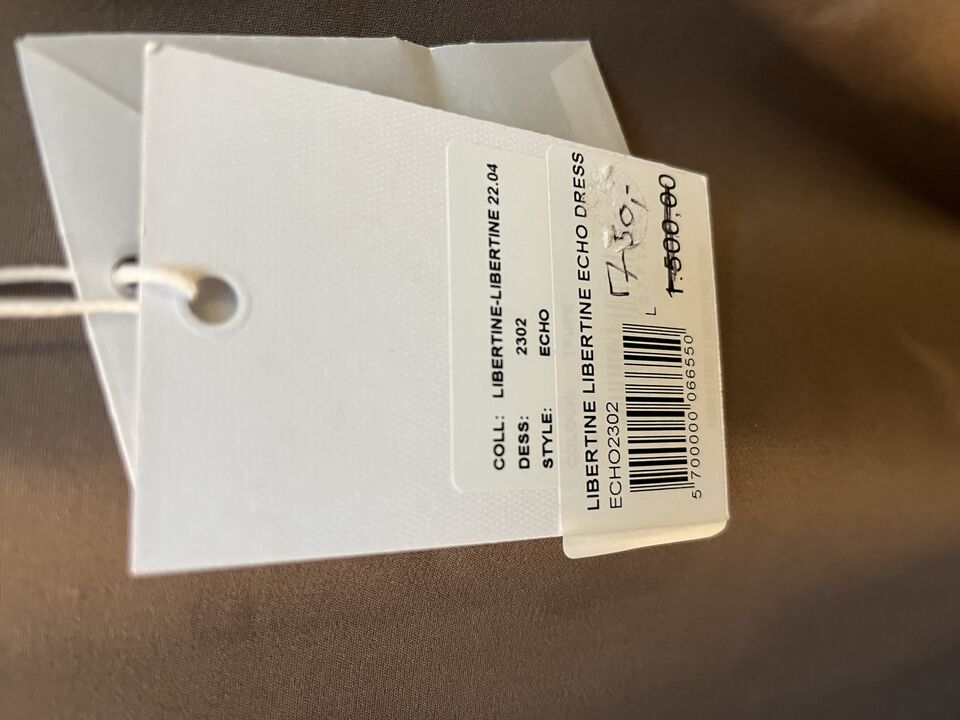 COLL: LIBERTINE-LIBERTINE 22.04
DESS: 2302
STYLE: ECHO
LIBERTINE LIBERTINE ECHO DRESS
ECHO2302
750,-
L
1.500,00
5 700000 066550